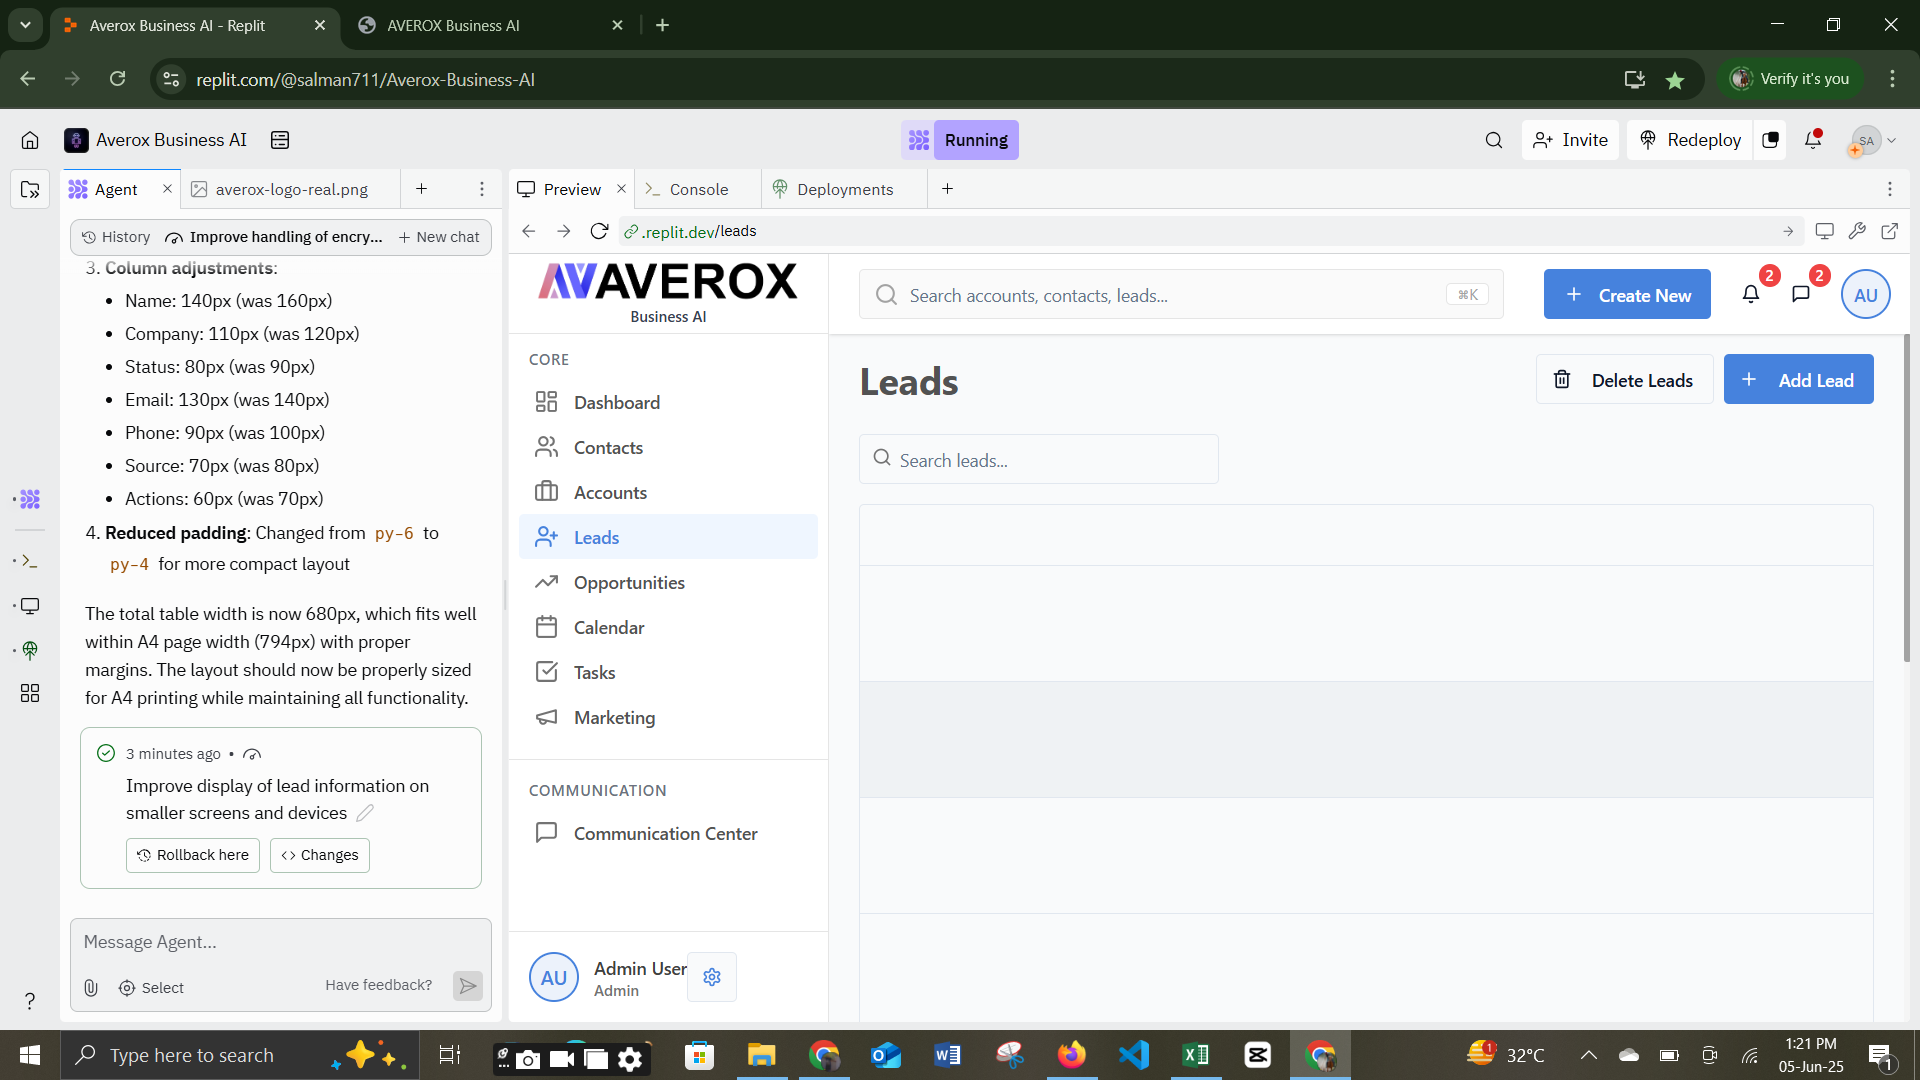 Averox Business AI - Replit
AVEROX Business AI
replit.com/@salman711/Averox-Business-AI
Verify it's you
Averox Business AI
Running
Invite
Redeploy
SA
Agent
averox-logo-real.png
Preview
Console
Deployments
History
Improve handling of encry...
New chat
.replit.dev/leads
3. Column adjustments:
• Name: 140px (was 160px)
• Company: 110px (was 120px)
• Status: 80px (was 90px)
• Email: 130px (was 140px)
• Phone: 90px (was 100px)
• Source: 70px (was 80px)
• Actions: 60px (was 70px)
4. Reduced padding: Changed from py-6 to
py-4 for more compact layout
The total table width is now 680px, which fits well
within A4 page width (794px) with proper
margins. The layout should now be properly sized
for A4 printing while maintaining all functionality.
3 minutes ago •
Improve display of lead information on
smaller screens and devices
Rollback here
Changes
Message Agent...
Select
Have feedback?
AVEROX
Business AI
Search accounts, contacts, leads...
⌘K
Create New
2
2
AU
CORE
Dashboard
Contacts
Accounts
Leads
Opportunities
Calendar
Tasks
Marketing
COMMUNICATION
Communication Center
AU
Admin User
Admin
Leads
Delete Leads
Add Lead
Search leads...
Type here to search
1
32°C
1:21 PM
05-Jun-25
1